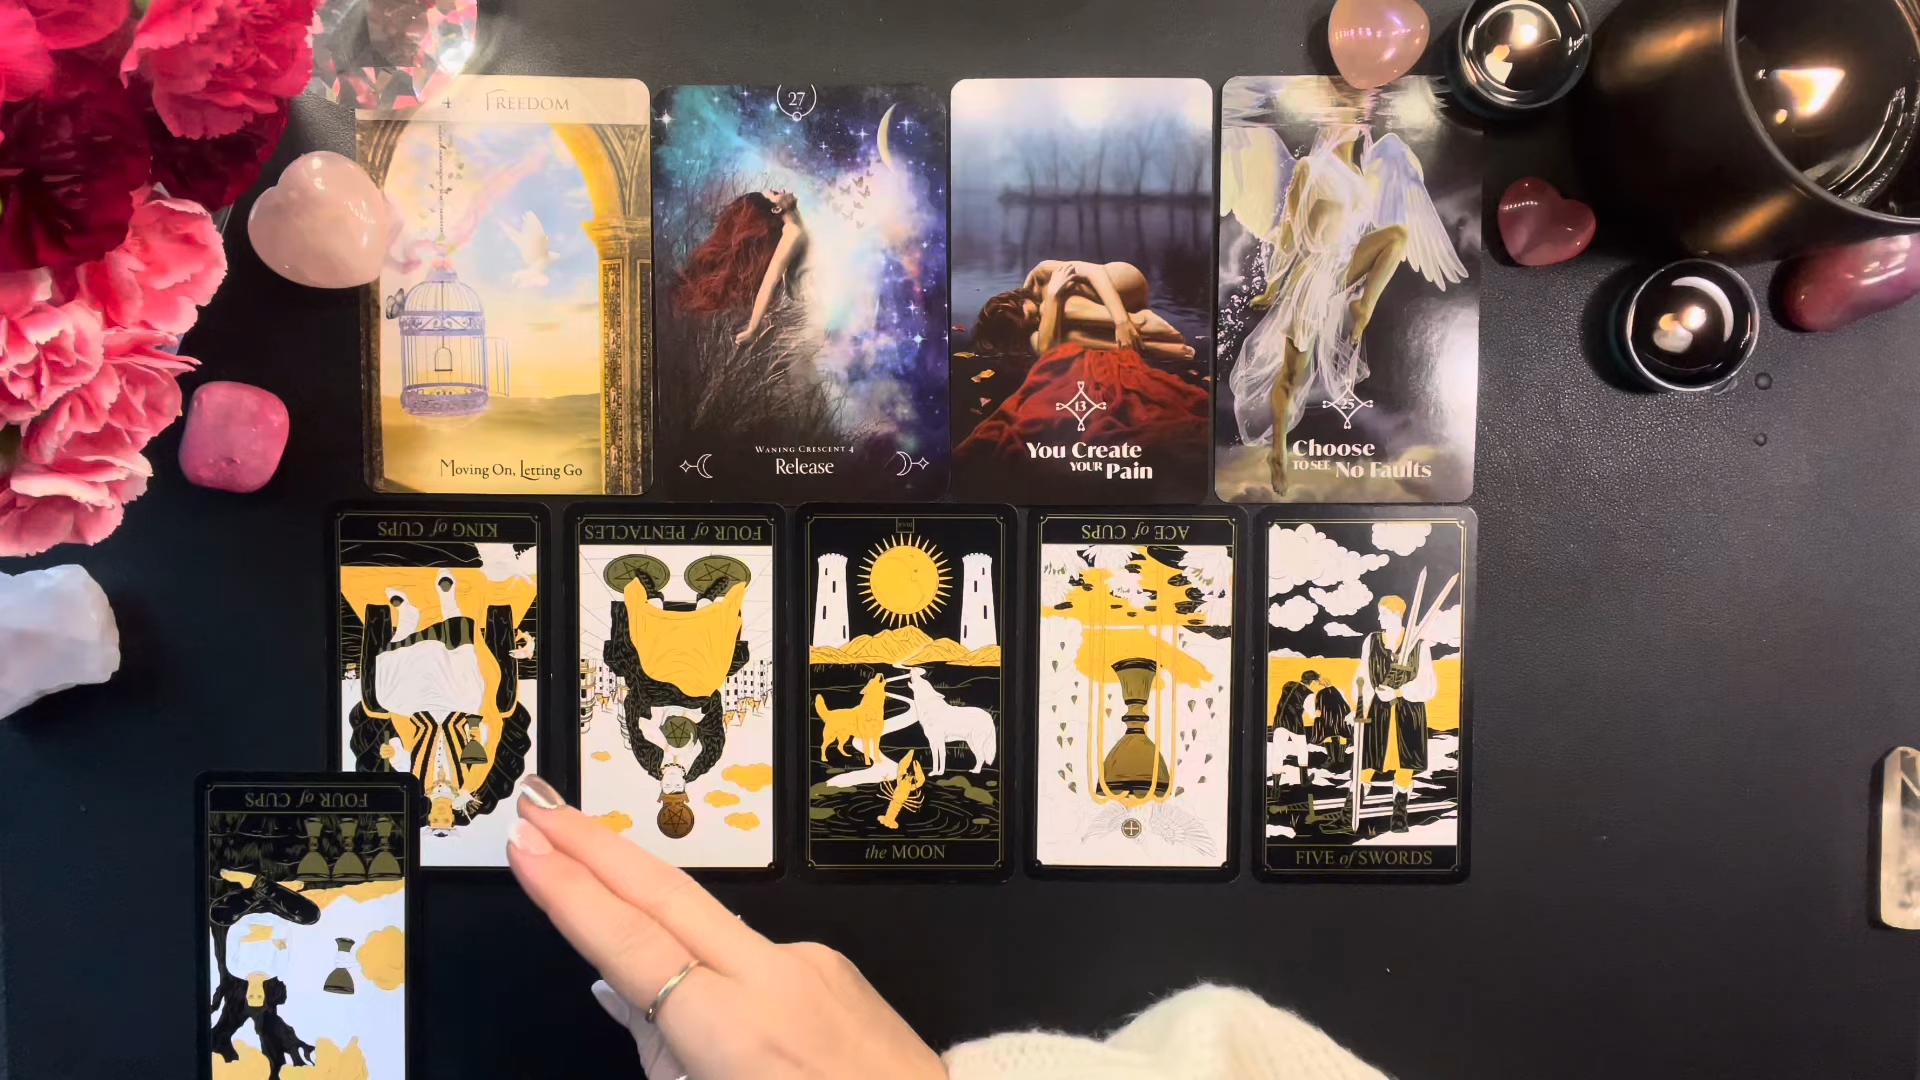 4 FREEDOM
Moving On, Letting Go
27
WANING CRESCENT 4
Release
13
You Create
YOUR Pain
25
Choose
TO SEE No Faults
KING of CUPS
FOUR of PENTACLES
the MOON
ACE of CUPS
FIVE of SWORDS
FOUR of CUPS